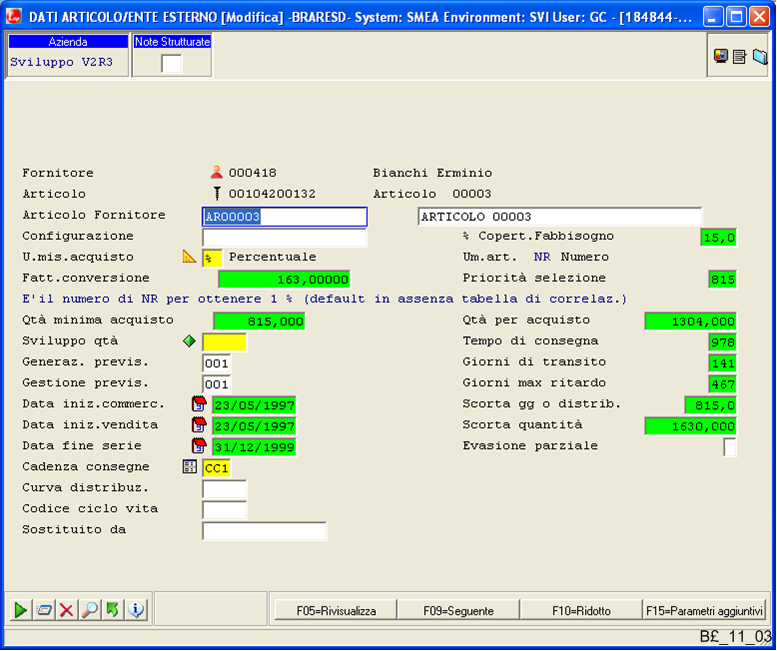 DATI ARTICOLO/ENTE ESTERNO [Modifica] -BRARESD- System: SMEA Environment: SVI User: GC - [184844-...
Azienda
Note Strutturate
Sviluppo V2R3
Fornitore 000418 Bianchi Erminio
Articolo 00104200132 Articolo 00003
Articolo Fornitore AR00003 ARTICOLO 00003
Configurazione % Copert.Fabbisogno 15,0
U.mis.acquisto % Percentuale Um.art. NR Numero
Fatt.conversione 163,00000 Priorità selezione 815
E'il numero di NR per ottenere 1 % (default in assenza tabella di correlaz.)
Qtà minima acquisto 815,000 Qtà per acquisto 1304,000
Sviluppo qtà Tempo di consegna 978
Generaz. previs. 001 Giorni di transito 141
Gestione previs. 001 Giorni max ritardo 467
Data iniz.commerc. 23/05/1997 Scorta gg o distrib. 815,0
Data iniz.vendita 23/05/1997 Scorta quantità 1630,000
Data fine serie 31/12/1999 Evasione parziale
Cadenza consegne CC1
Curva distribuz.
Codice ciclo vita
Sostituito da
F05=Rivisualizza F09=Seguente F10=Ridotto F15=Parametri aggiuntivi
B£_11_03